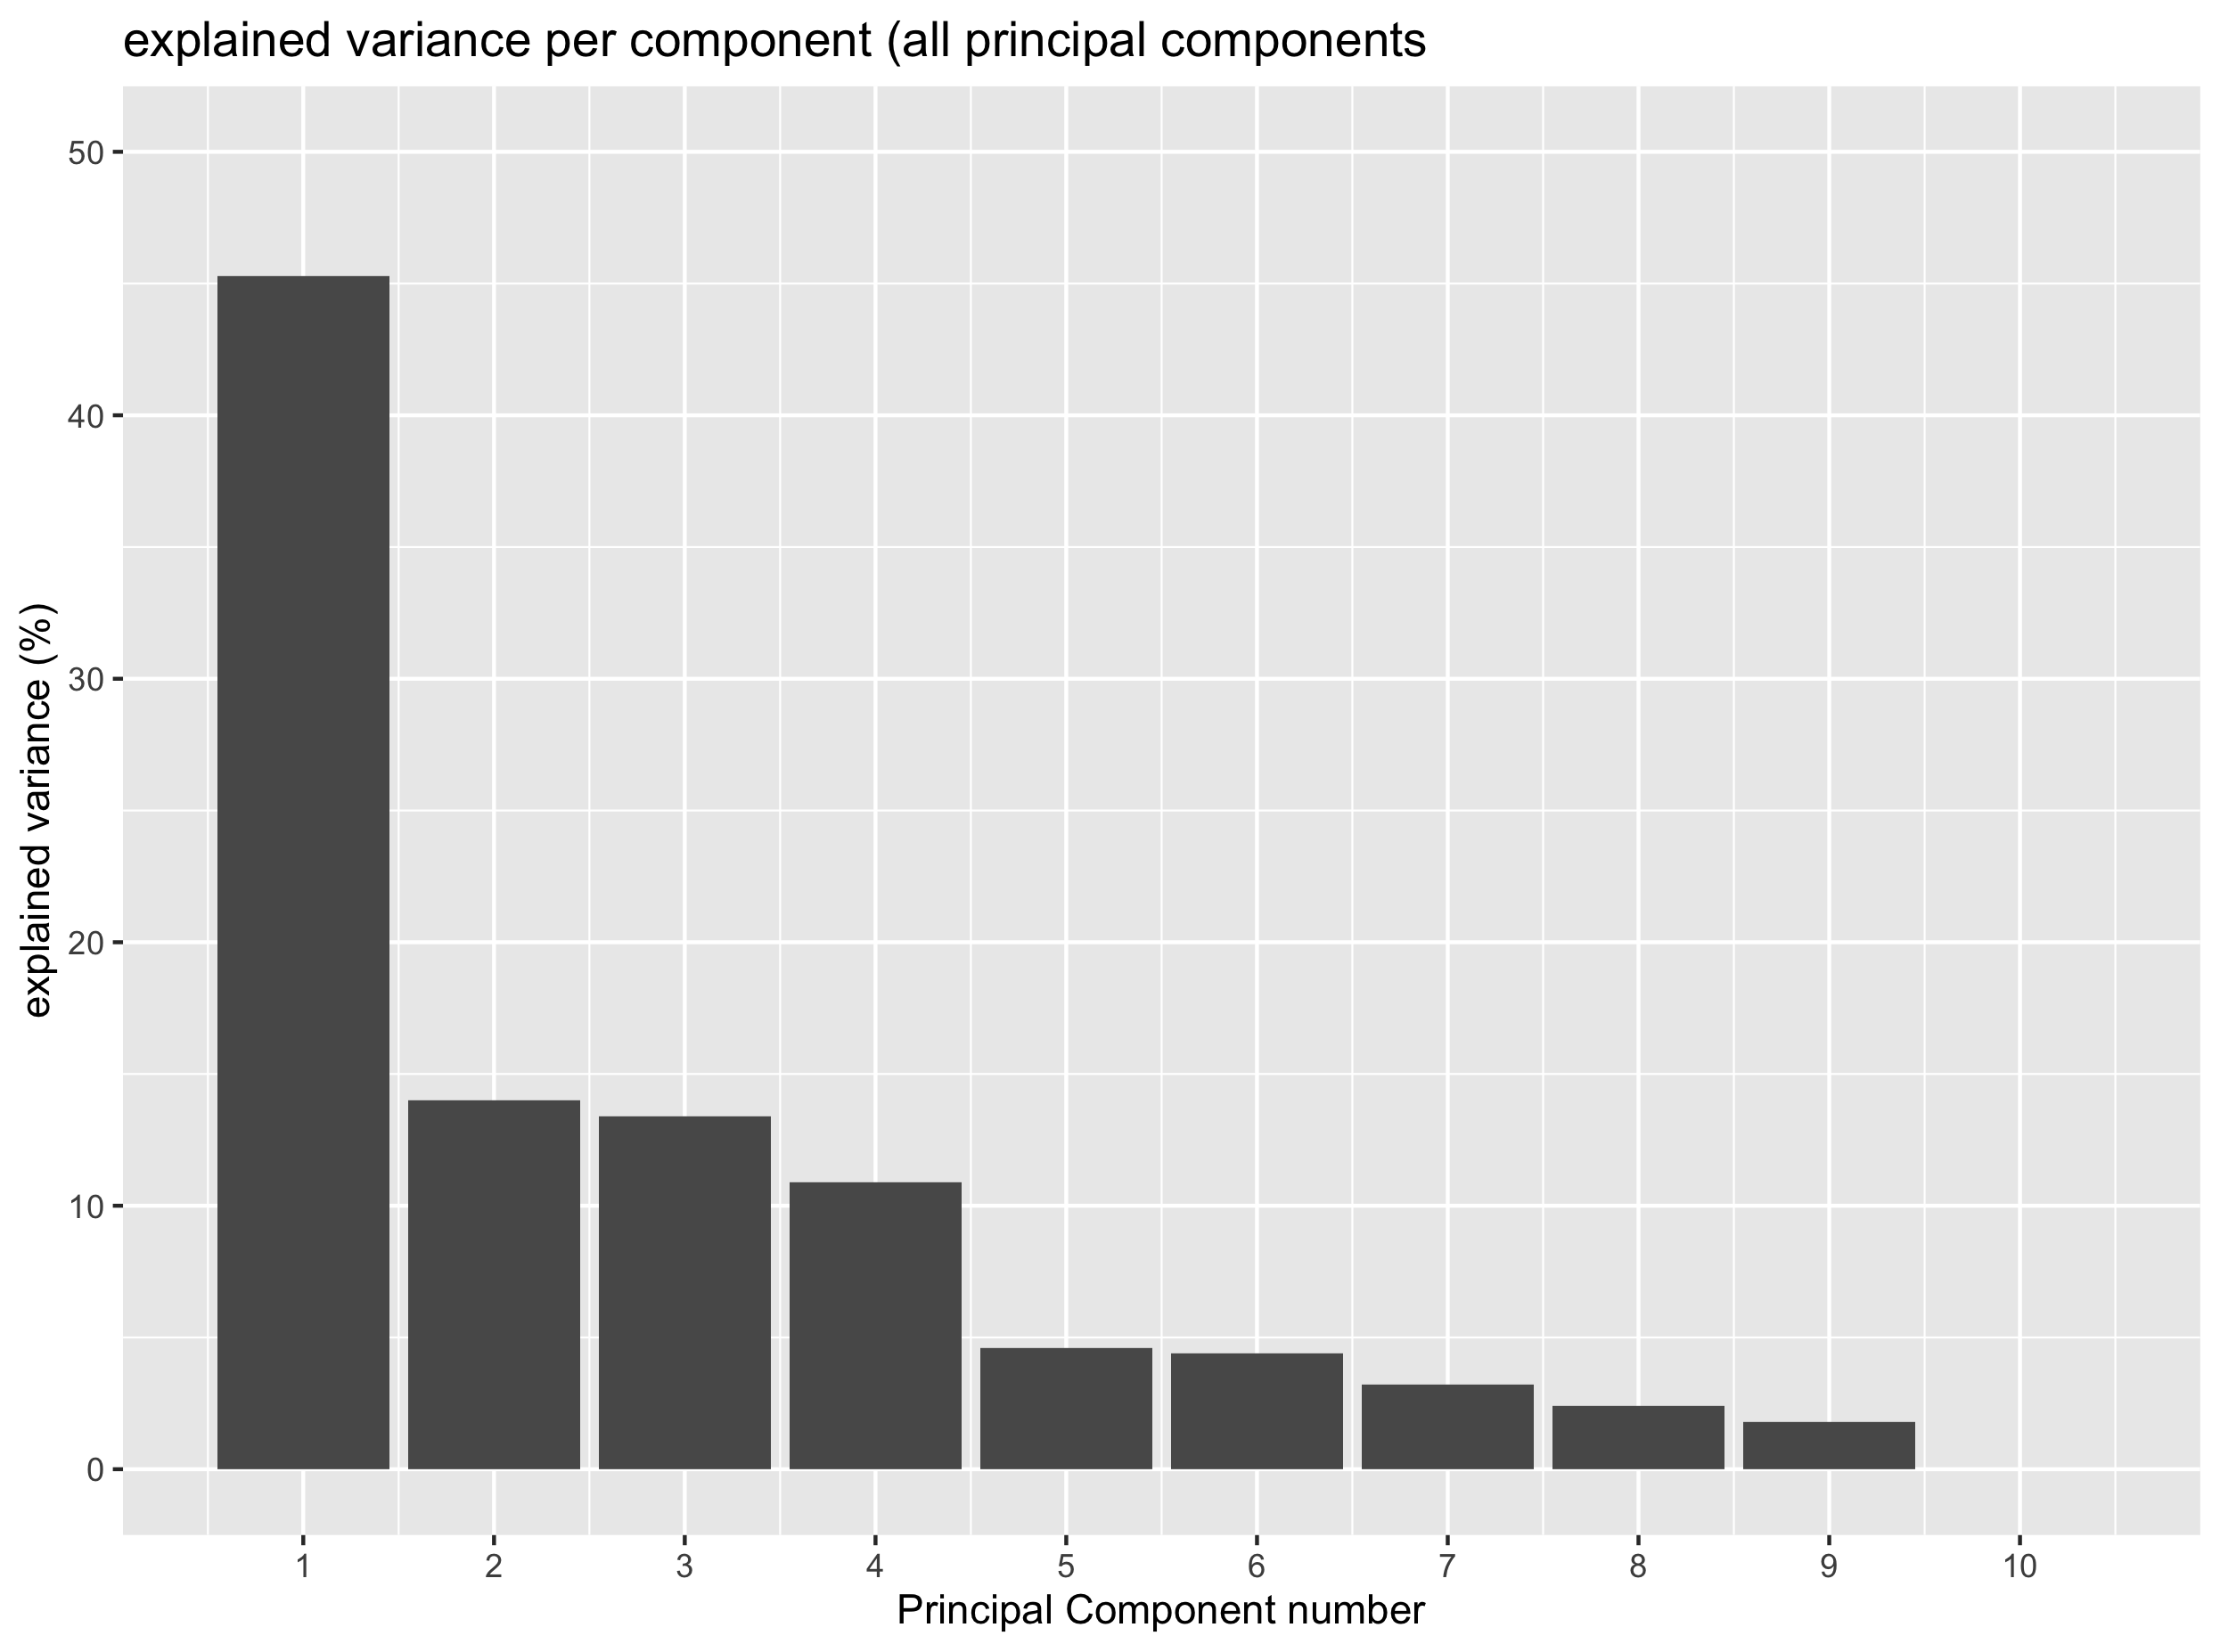 explained variance per component (all principal components
explained variance (%)
50
40
30
20
10
0
1 2 3 4 5 6 7 8 9 10
Principal Component number